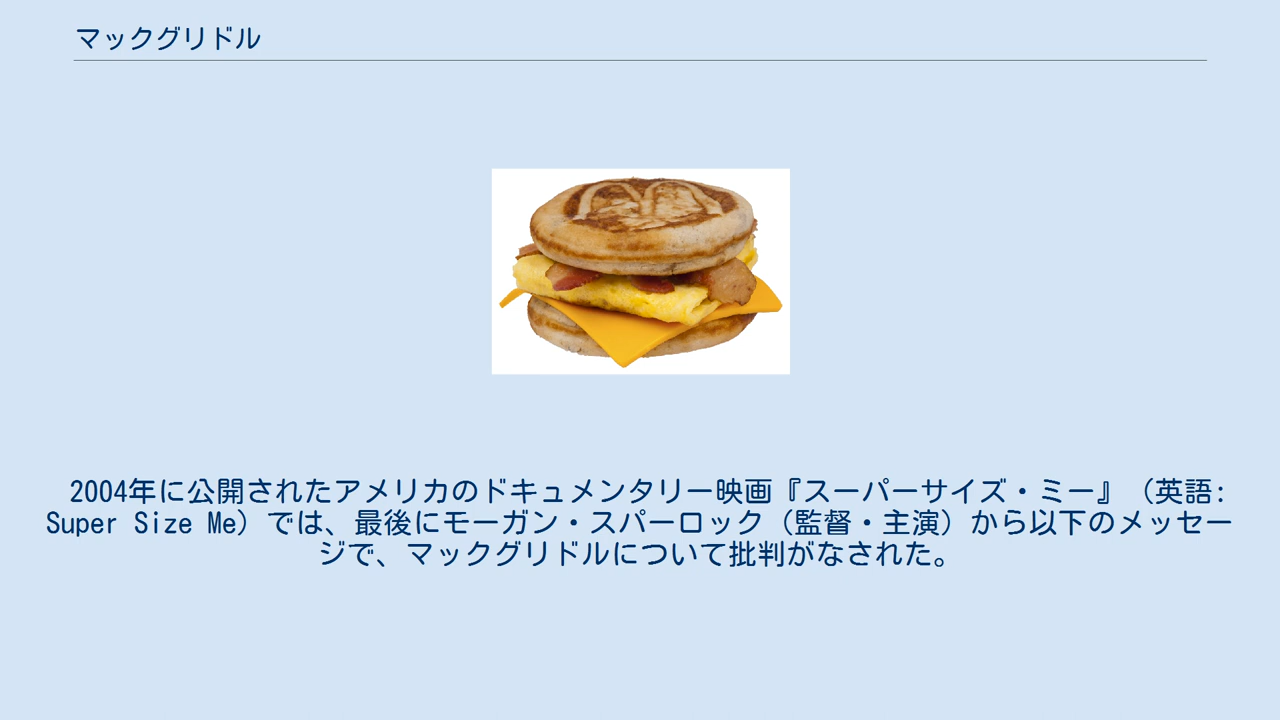 マックグリドル
2004年に公開されたアメリカのドキュメンタリー映画『スーパーサイズ・ミー』（英語:
Super Size Me）では、最後にモーガン・スパーロック（監督・主演）から以下のメッセー
ジで、マックグリドルについて批判がなされた。